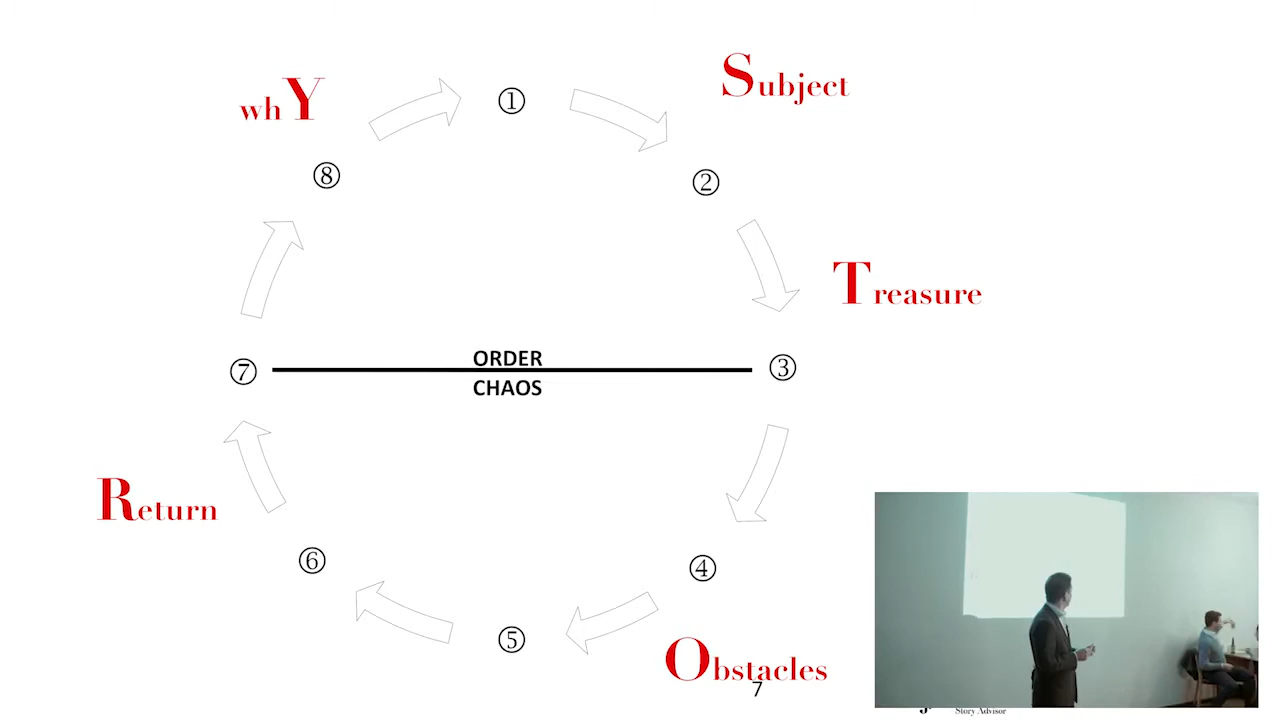 whY
Subject
①
⑧
②
Treasure
ORDER
CHAOS
⑦
③
Return
⑥
④
⑤
Obstacles
7
Story Advisor